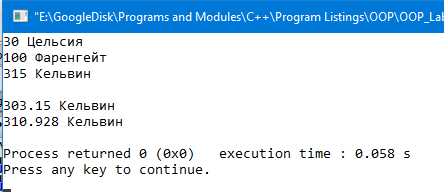 "E:\GoogleDisk\Programs and Modules\C++\Program Listings\OOP\OOP_Lab
30 Цельсия
100 Фаренгейт
315 Кельвин
303.15 Кельвин
310.928 Кельвин
Process returned 0 (0x0)   execution time : 0.058 s
Press any key to continue.